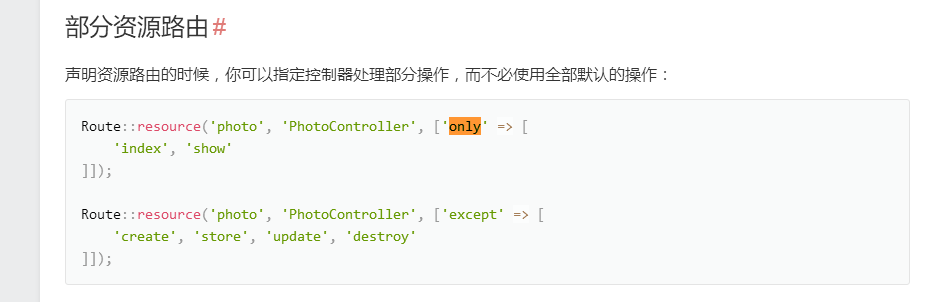 部分资源路由#
声明资源路由的时候，你可以指定控制器处理部分操作，而不必使用全部默认的操作：
Route::resource('photo', 'PhotoController', ['only' => [
    'index', 'show'
]]);
Route::resource('photo', 'PhotoController', ['except' => [
    'create', 'store', 'update', 'destroy'
]]);